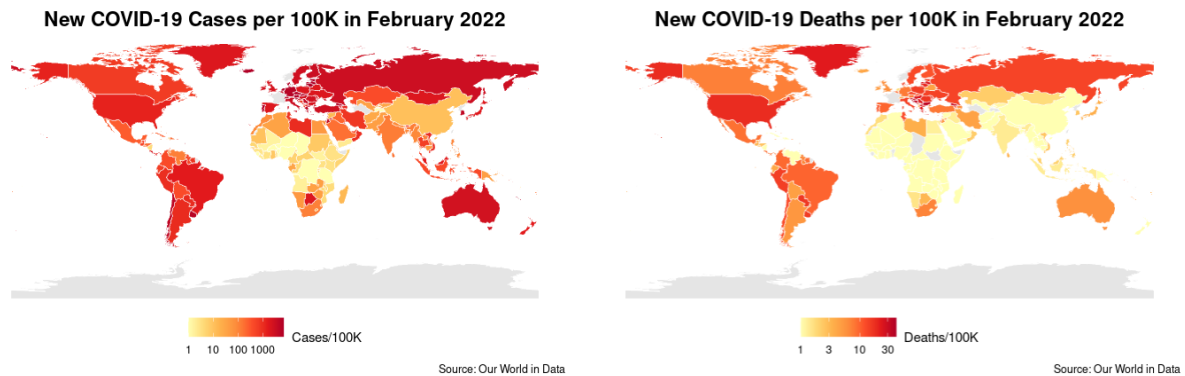 New COVID-19 Cases per 100K in February 2022
Cases/100K
1 10 100 1000
Source: Our World in Data
New COVID-19 Deaths per 100K in February 2022
Deaths/100K
1 3 10 30
Source: Our World in Data